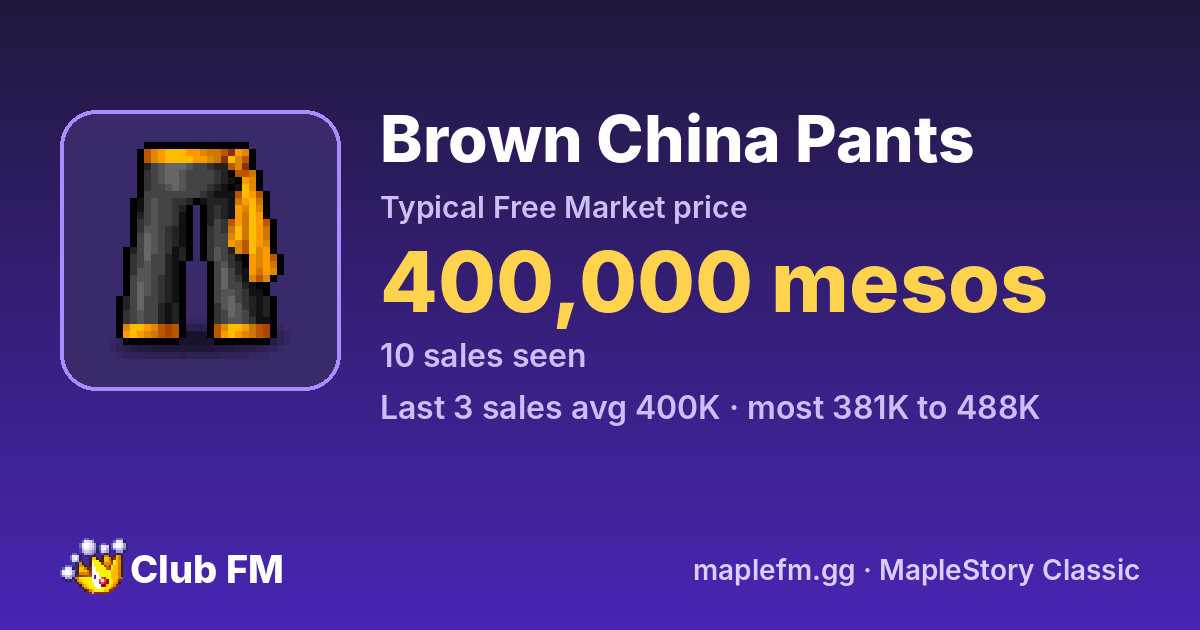 Brown China Pants
Typical Free Market price
400,000 mesos
10 sales seen
Last 3 sales avg 400K · most 381K to 488K
Club FM
maplefm.gg · MapleStory Classic